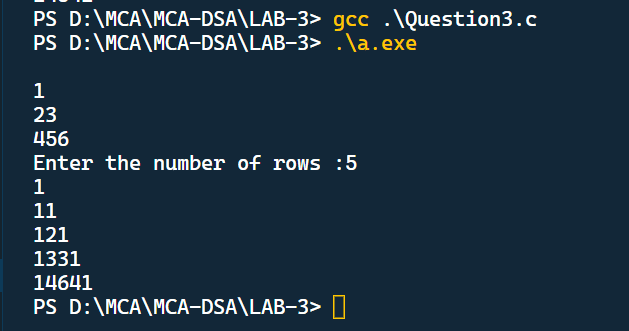 PS D:\MCA\MCA-DSA\LAB-3> gcc .\Question3.c
PS D:\MCA\MCA-DSA\LAB-3> .\a.exe
1
23
456
Enter the number of rows :5
1
11
121
1331
14641
PS D:\MCA\MCA-DSA\LAB-3>